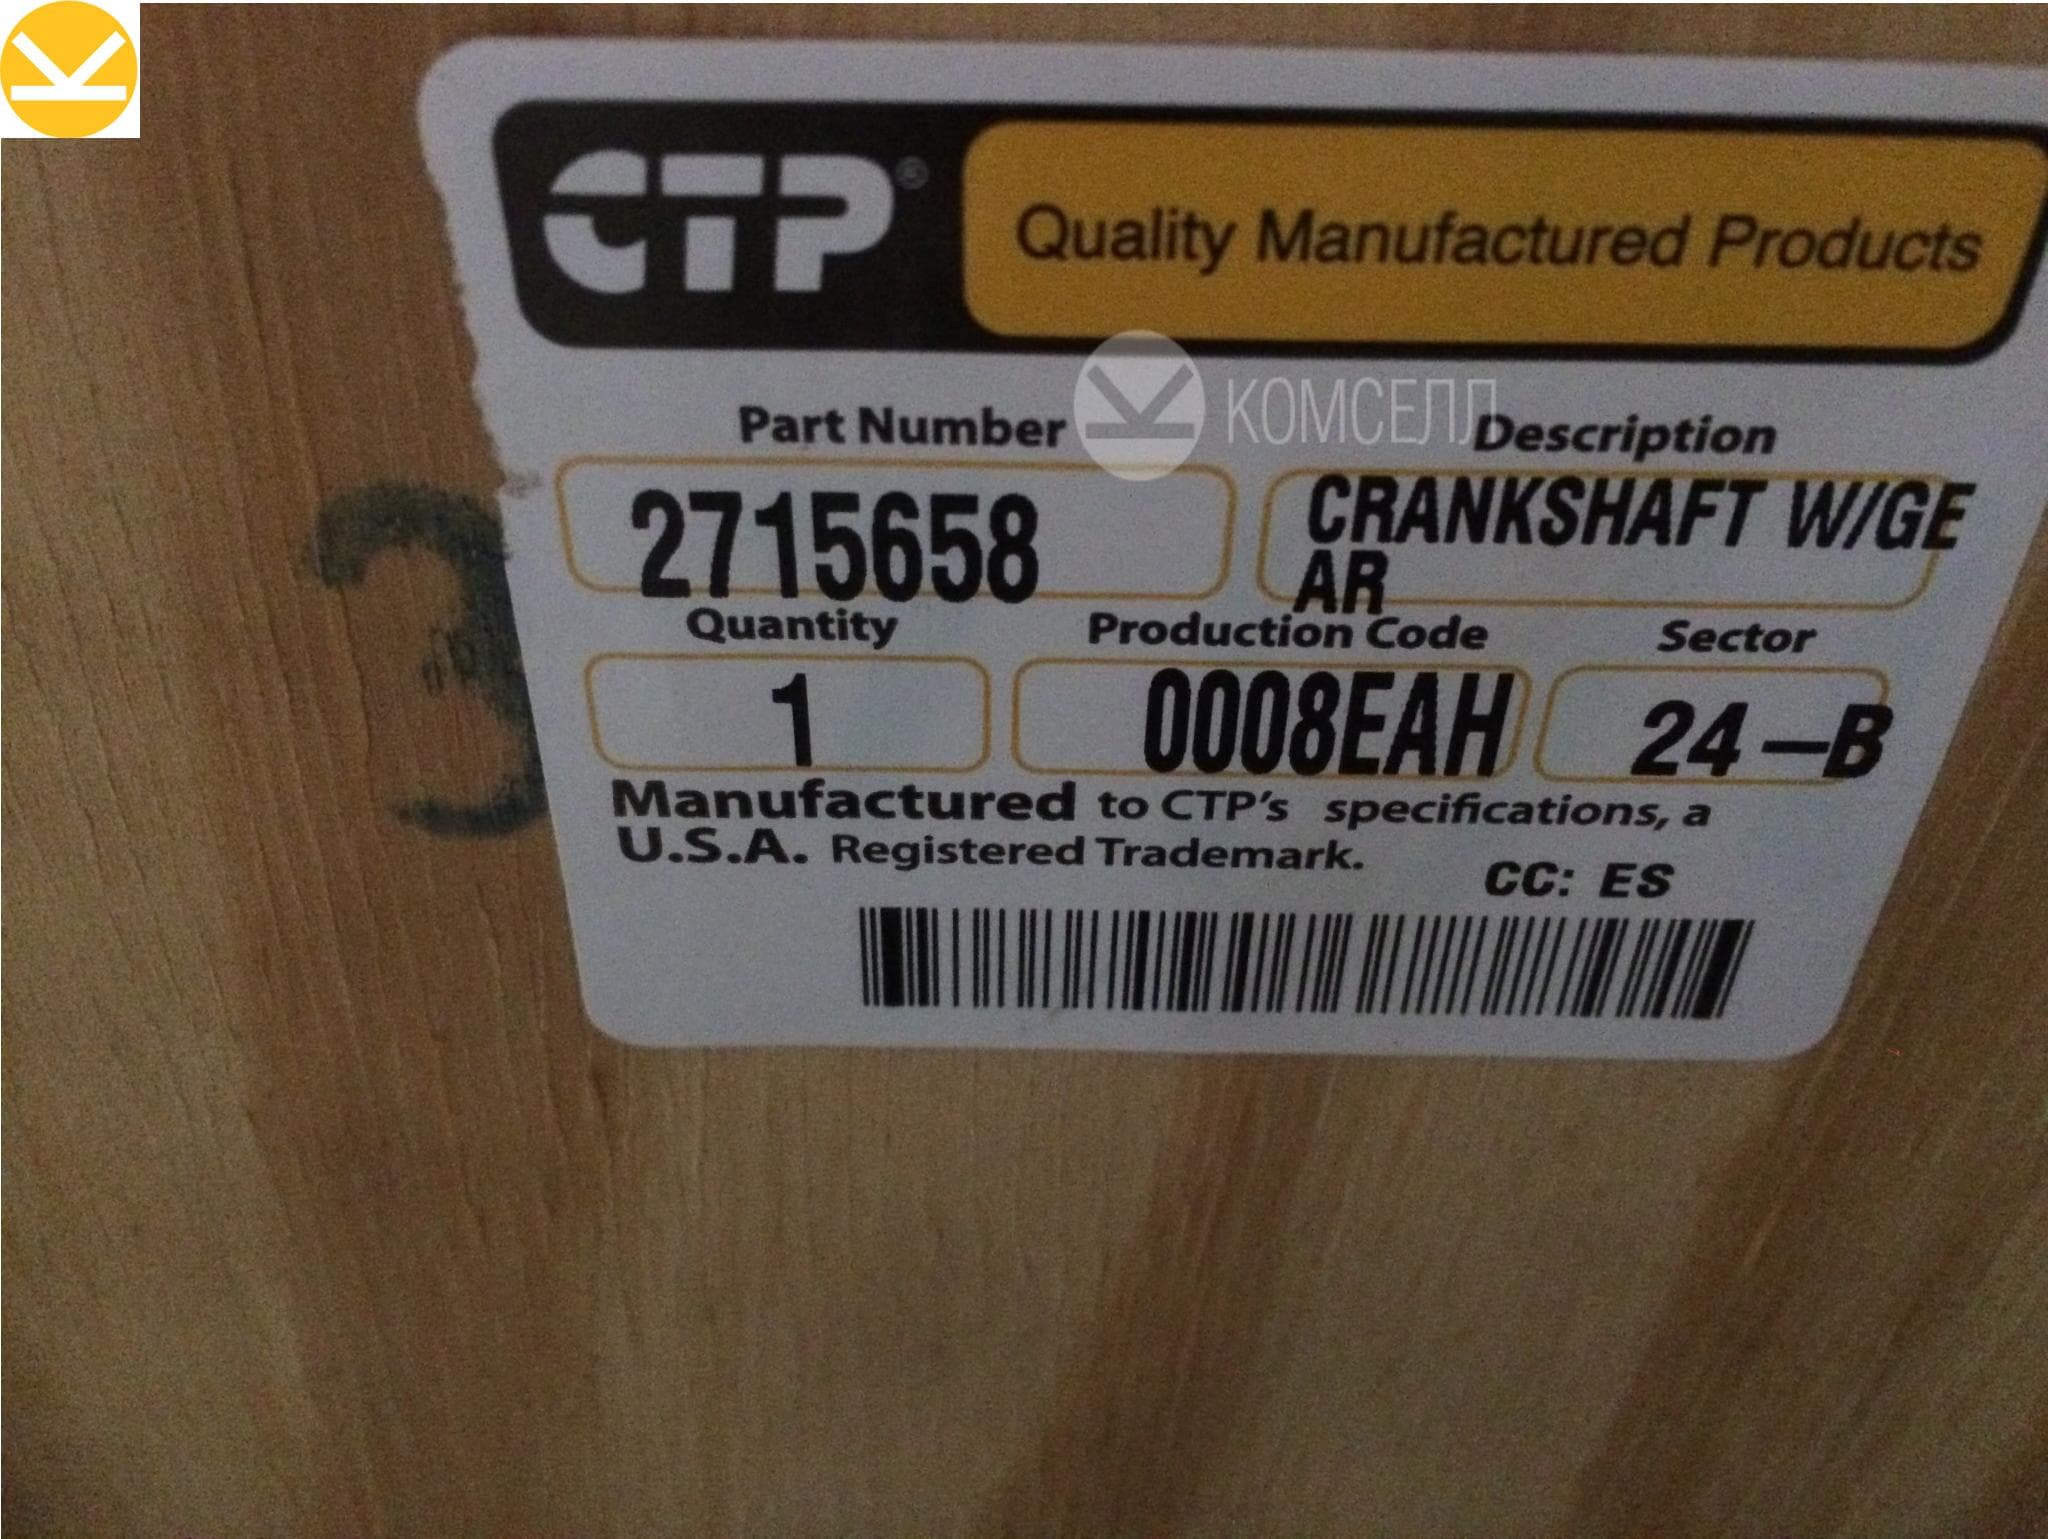 CTP®
Quality Manufactured Products
КОМСЕЛЛ
Part Number
Description
2715658
CRANKSHAFT W/GE
AR
Quantity
Production Code
Sector
1
0008EAH
24-B
Manufactured to CTP's specifications, a
U.S.A. Registered Trademark.
CC: ES
3